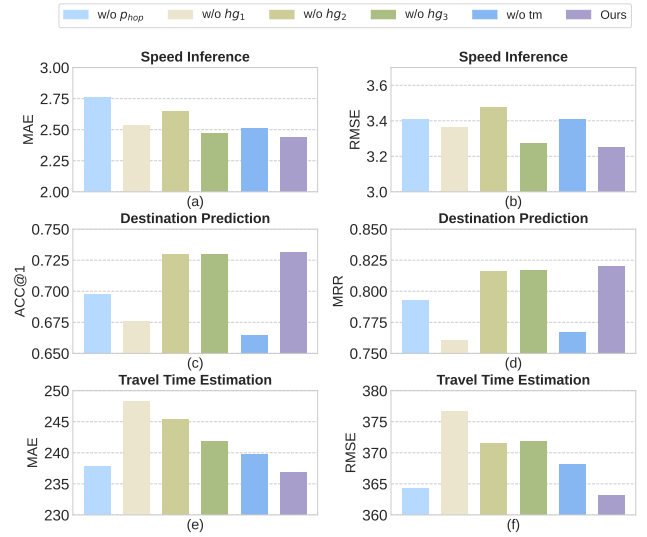 w/o p_hop w/o hg₁ w/o hg₂ w/o hg₃ w/o tm Ours
Speed Inference
MAE
3.00
2.75
2.50
2.25
2.00
(a)
Speed Inference
RMSE
3.6
3.4
3.2
3.0
(b)
Destination Prediction
ACC@1
0.750
0.725
0.700
0.675
0.650
(c)
Destination Prediction
MRR
0.850
0.825
0.800
0.775
0.750
(d)
Travel Time Estimation
MAE
250
245
240
235
230
(e)
Travel Time Estimation
RMSE
380
375
370
365
360
(f)